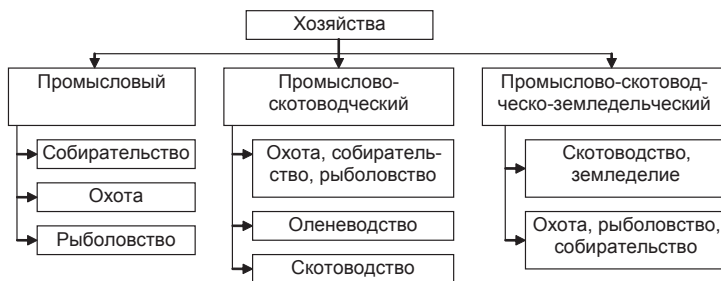 Хозяйства
Промысловый
Собирательство
Охота
Рыболовство
Промыслово-
скотоводческий
Охота, собиратель-
ство, рыболовство
Оленеводство
Скотоводство
Промыслово-скотовод-
ческо-земледельческий
Скотоводство,
земледелие
Охота, рыболовство,
собирательство